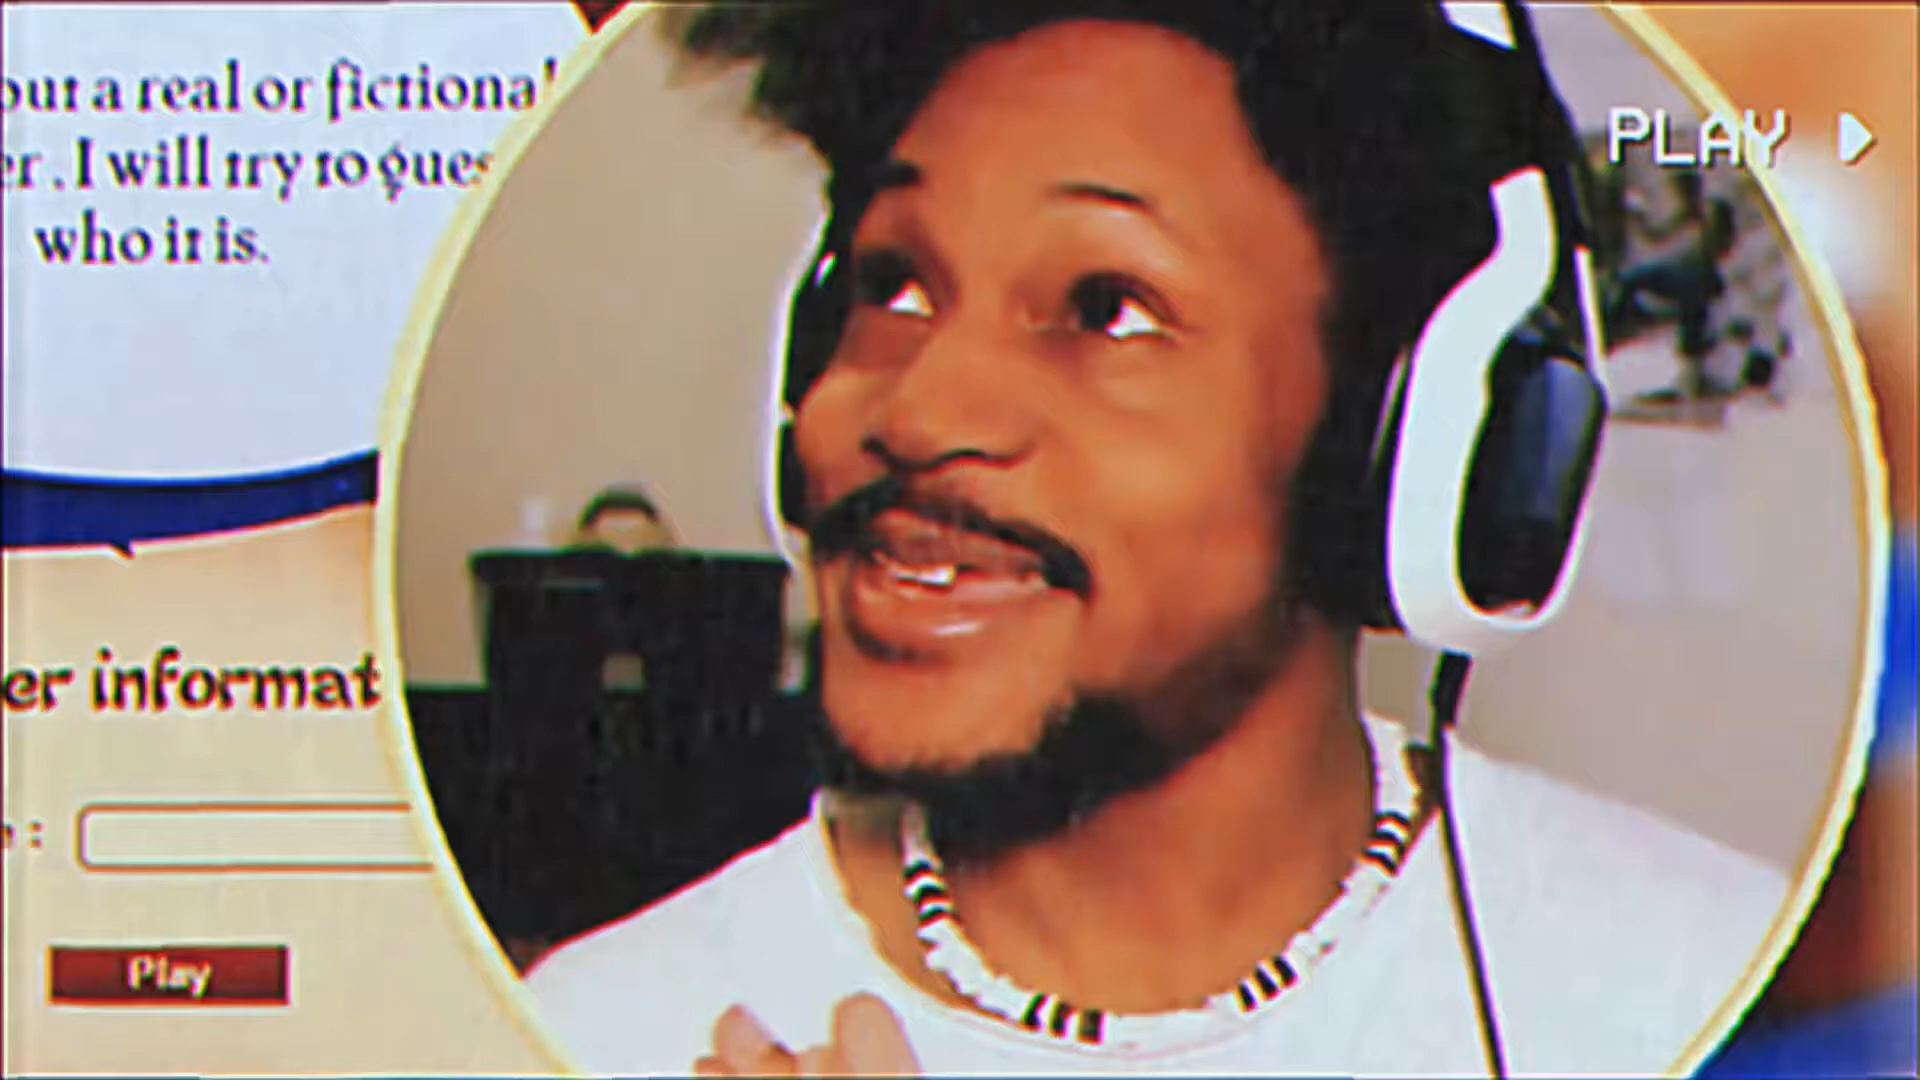 out a real or fictional
er. I will try to gues
who it is.
PLAY
er informat
:
Play